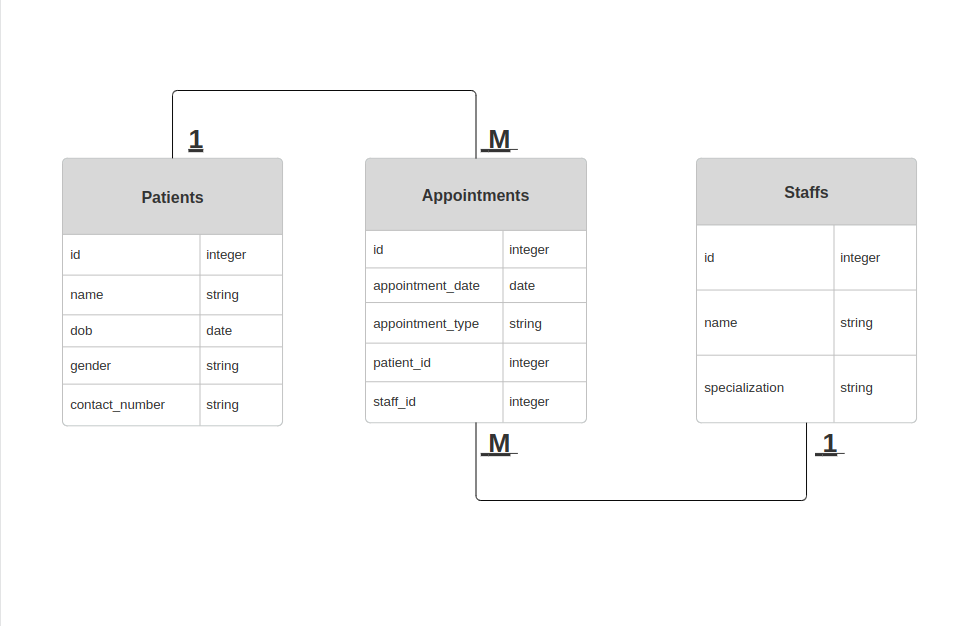 1
M
Patients
id integer
name string
dob date
gender string
contact_number string
Appointments
id integer
appointment_date date
appointment_type string
patient_id integer
staff_id integer
Staffs
id integer
name string
specialization string
M
1